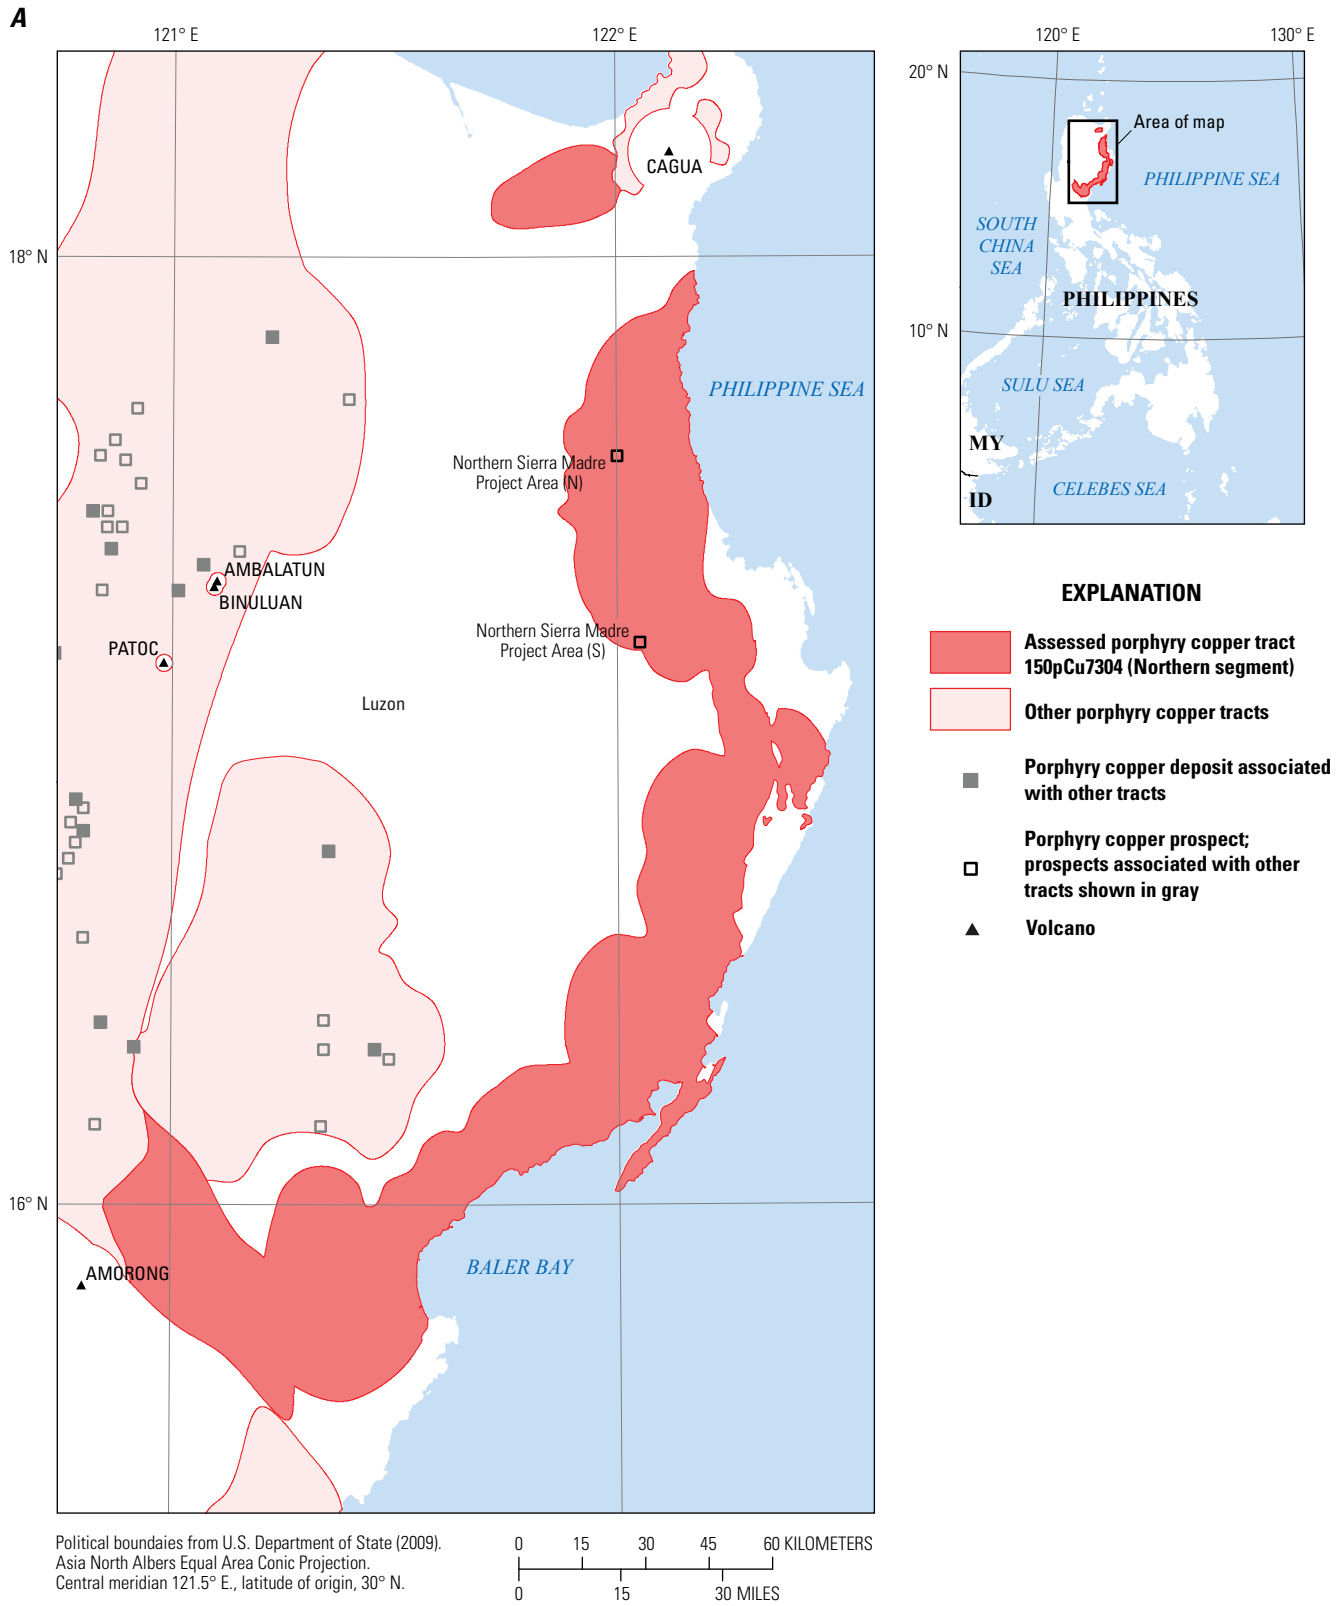 A
121° E
122° E
18° N
16° N
CAGUA
PHILIPPINE SEA
Northern Sierra Madre
Project Area (N)
AMBALATUN
BINULUAN
PATOC
Northern Sierra Madre
Project Area (S)
Luzon
AMORONG
BALER BAY
120° E
130° E
20° N
10° N
Area of map
PHILIPPINE SEA
SOUTH
CHINA
SEA
PHILIPPINES
SULU SEA
MY
CELEBES SEA
ID
EXPLANATION
Assessed porphyry copper tract
150pCu7304 (Northern segment)
Other porphyry copper tracts
Porphyry copper deposit associated
with other tracts
Porphyry copper prospect;
prospects associated with other
tracts shown in gray
Volcano
Political boundaies from U.S. Department of State (2009).
Asia North Albers Equal Area Conic Projection.
Central meridian 121.5° E., latitude of origin, 30° N.
0 15 30 45 60 KILOMETERS
0 15 30 MILES